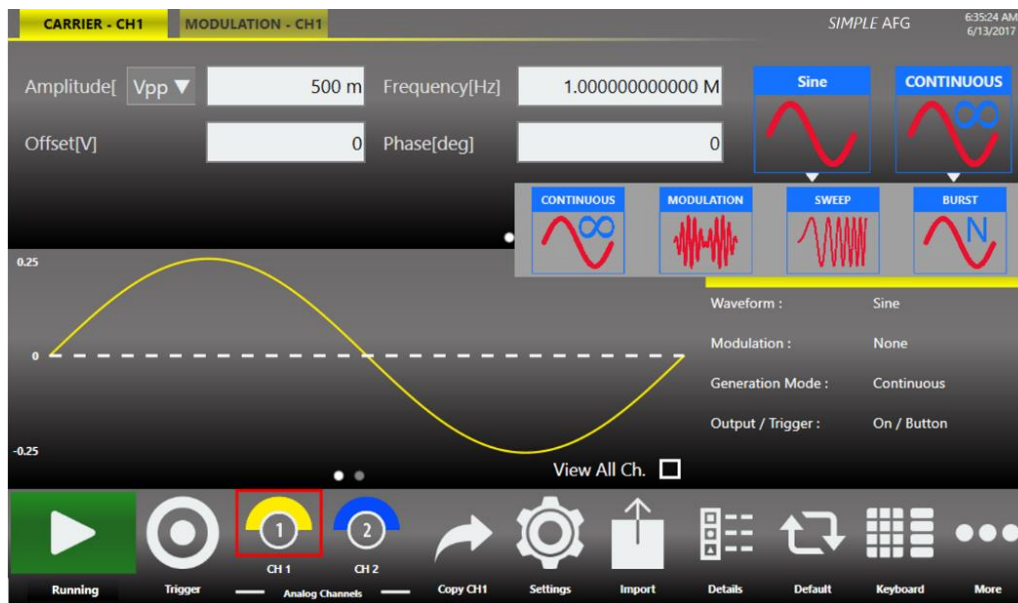 CARRIER - CH1 MODULATION - CH1 SIMPLE AFG 6:35:24 AM
6/13/2017
Amplitude[ Vpp ▼ 500 m Frequency[Hz] 1.000000000000 M Sine CONTINUOUS
Offset[V] 0 Phase[deg] 0
CONTINUOUS MODULATION SWEEP BURST
N
0.25
0
-0.25
Waveform : Sine
Modulation : None
Generation Mode : Continuous
Output / Trigger : On / Button
View All Ch.
1 2
CH 1 CH 2
Running Trigger Analog Channels Copy CH1 Settings Import Details Default Keyboard More